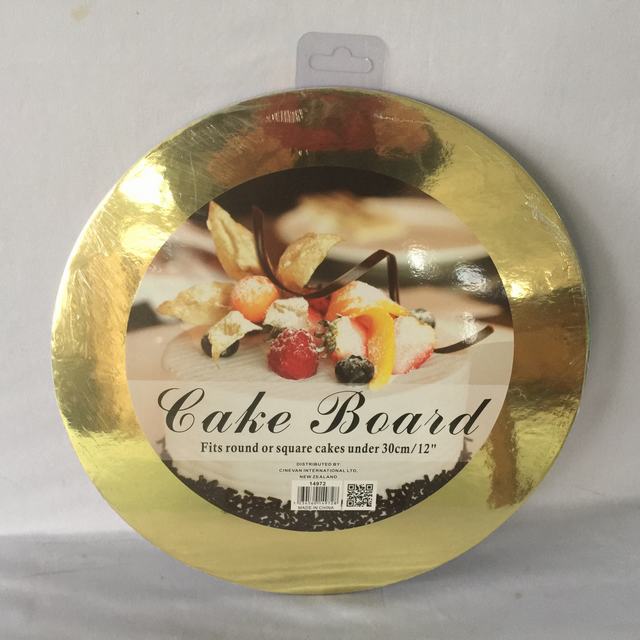 Cake Board
Fits round or square cakes under 30cm/12"
DISTRIBUTED BY:
CINEVAN INTERNATIONAL LTD,
NEW ZEALAND
14972
MADE IN CHINA